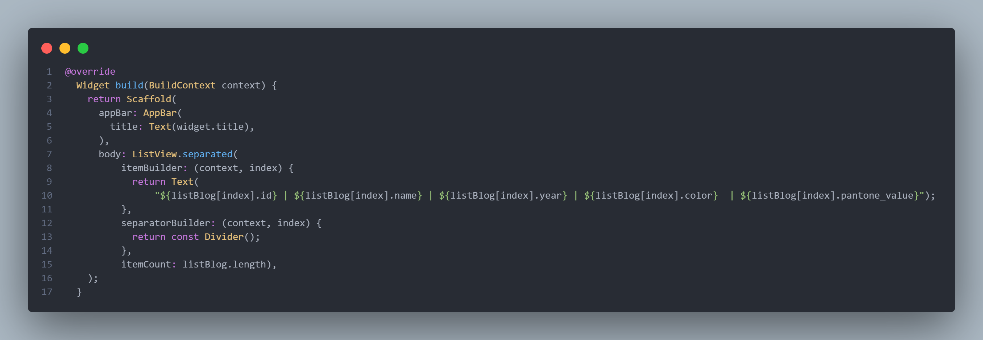 1 @override
2   Widget build(BuildContext context) {
3     return Scaffold(
4       appBar: AppBar(
5         title: Text(widget.title),
6       ),
7       body: ListView.separated(
8           itemBuilder: (context, index) {
9             return Text(
10                 "${listBlog[index].id} | ${listBlog[index].name} | ${listBlog[index].year} | ${listBlog[index].color}  | ${listBlog[index].pantone_value}");
11           },
12           separatorBuilder: (context, index) {
13             return const Divider();
14           },
15           itemCount: listBlog.length),
16     );
17   }